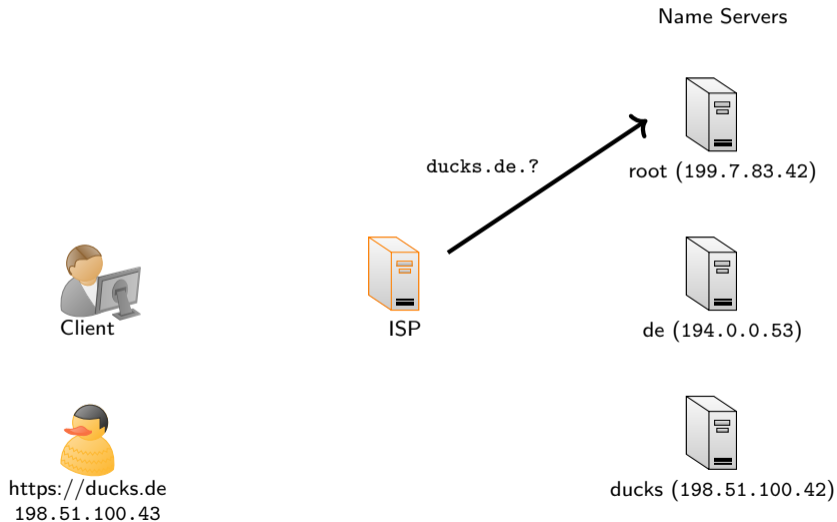 Name Servers
ducks.de.?
root (199.7.83.42)
Client
ISP
de (194.0.0.53)
https://ducks.de
198.51.100.43
ducks (198.51.100.42)